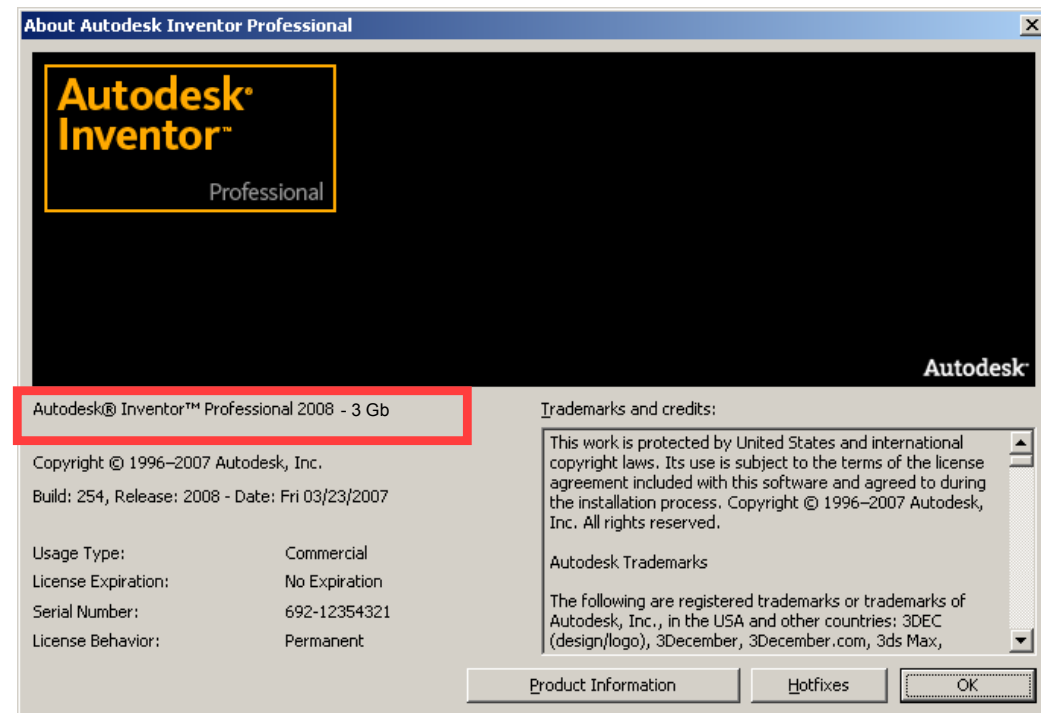 About Autodesk Inventor Professional
Autodesk®
Inventor™
Professional
Autodesk®
Autodesk® Inventor™ Professional 2008 - 3 Gb
Copyright © 1996–2007 Autodesk, Inc.
Build: 254, Release: 2008 - Date: Fri 03/23/2007
Usage Type: Commercial
License Expiration: No Expiration
Serial Number: 692-12354321
License Behavior: Permanent
Trademarks and credits:
This work is protected by United States and international
copyright laws. Its use is subject to the terms of the license
agreement included with this software and agreed to during
the installation process. Copyright © 1996–2007 Autodesk,
Inc. All rights reserved.
Autodesk Trademarks
The following are registered trademarks or trademarks of
Autodesk, Inc., in the USA and other countries: 3DEC
(design/logo), 3December, 3December.com, 3ds Max,
Product Information
Hotfixes
OK